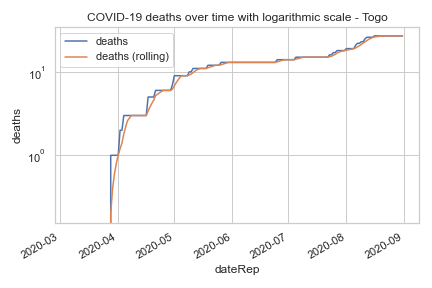 COVID-19 deaths over time with logarithmic scale - Togo
deaths
deaths (rolling)
10¹
10⁰
deaths
2020-03
2020-04
2020-05
2020-06
2020-07
2020-08
2020-09
dateRep